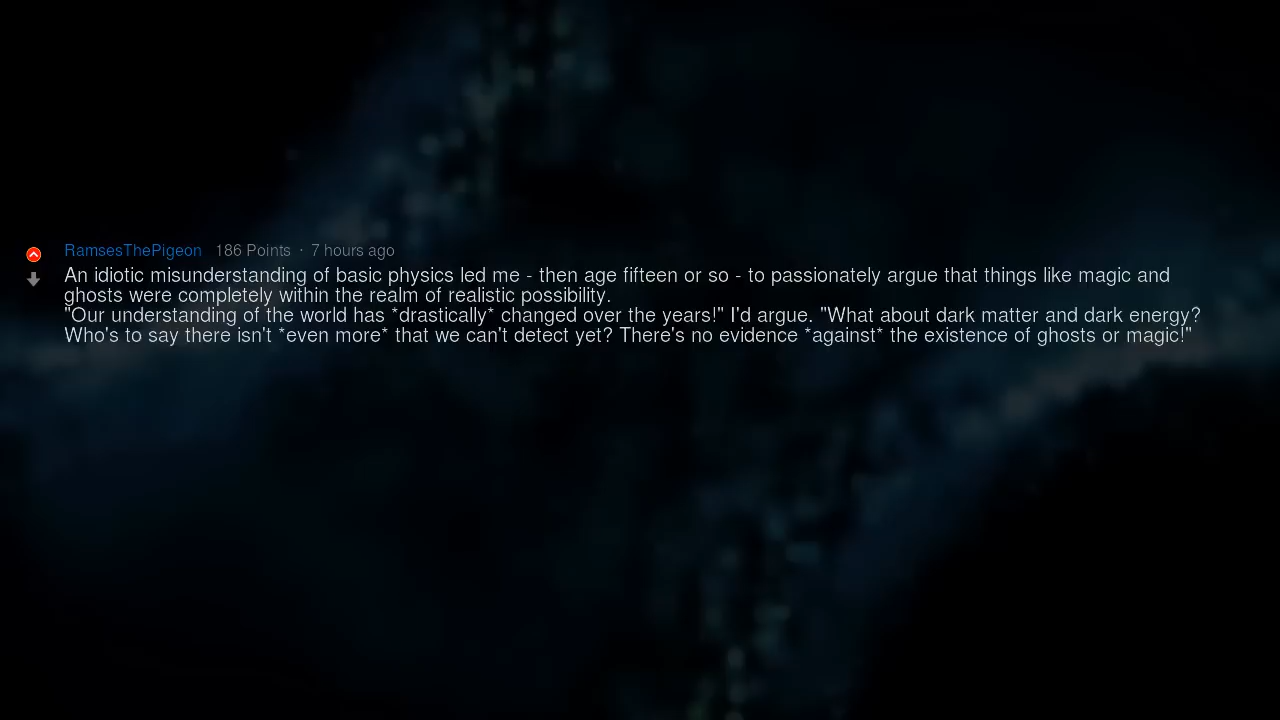 RamsesThePigeon 186 Points · 7 hours ago
An idiotic misunderstanding of basic physics led me - then age fifteen or so - to passionately argue that things like magic and
ghosts were completely within the realm of realistic possibility.
"Our understanding of the world has *drastically* changed over the years!" I'd argue. "What about dark matter and dark energy?
Who's to say there isn't *even more* that we can't detect yet? There's no evidence *against* the existence of ghosts or magic!"